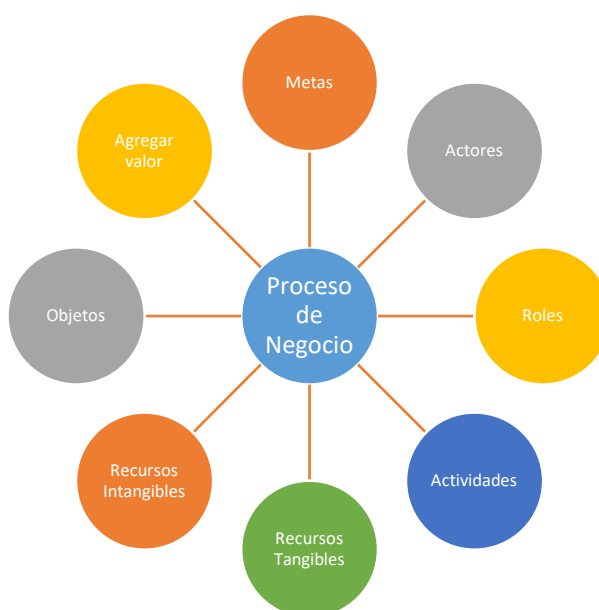 Metas
Agregar
valor
Actores
Proceso
de
Negocio
Objetos
Roles
Recursos
Intangibles
Actividades
Recursos
Tangibles